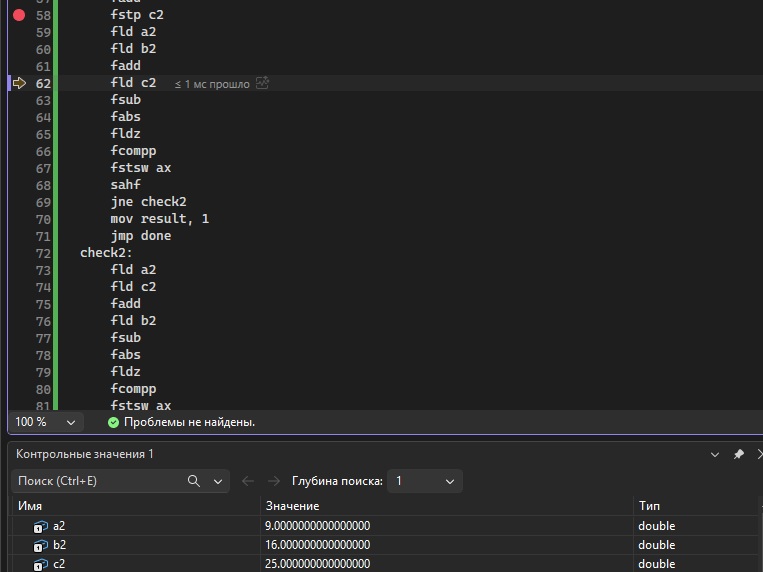 58 fstp c2
59 fld a2
60 fld b2
61 fadd
62 fld c2 ≤ 1 мс прошло
63 fsub
64 fabs
65 fldz
66 fcompp
67 fstsw ax
68 sahf
69 jne check2
70 mov result, 1
71 jmp done
72 check2:
73 fld a2
74 fld c2
75 fadd
76 fld b2
77 fsub
78 fabs
79 fldz
80 fcompp
81 fstsw ax
100 % Проблемы не найдены.
Контрольные значения 1
Поиск (Ctrl+E) Глубина поиска: 1
Имя Значение Тип
a2 9.0000000000000000 double
b2 16.000000000000000 double
c2 25.000000000000000 double